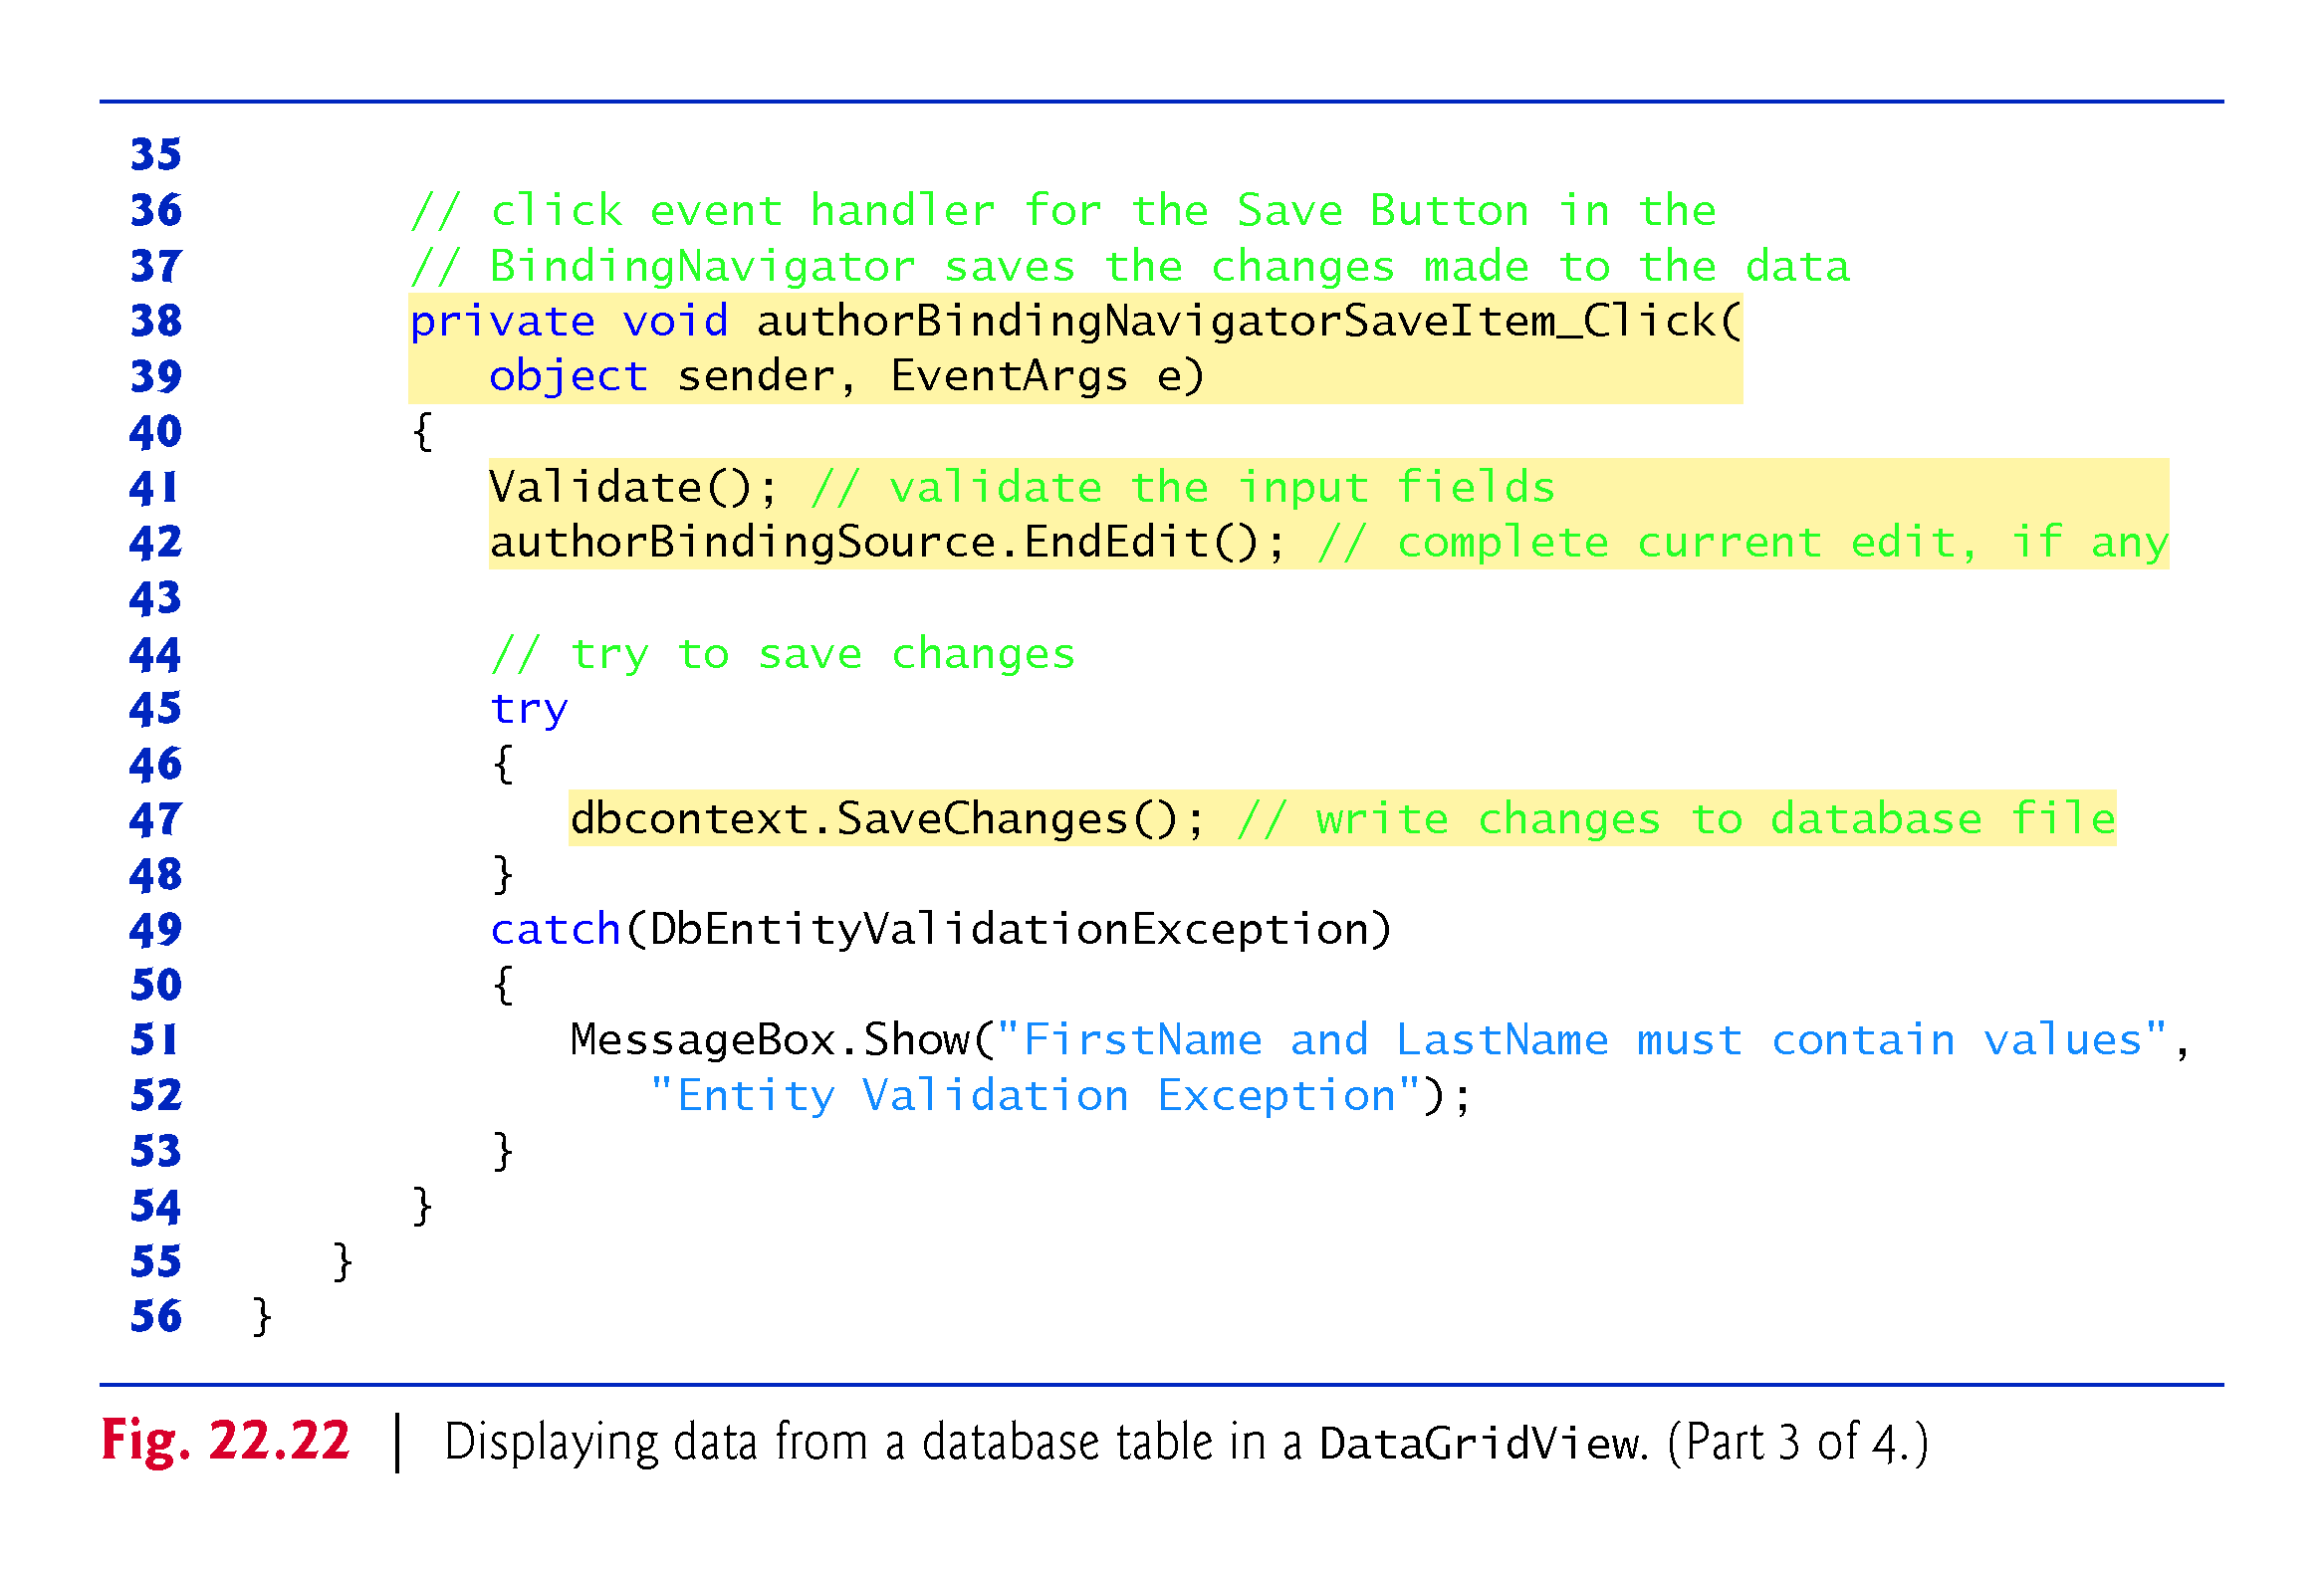 35
36 // click event handler for the Save Button in the
37 // BindingNavigator saves the changes made to the data
38 private void authorBindingNavigatorSaveItem_Click(
39 object sender, EventArgs e)
40 {
41 Validate(); // validate the input fields
42 authorBindingSource.EndEdit(); // complete current edit, if any
43
44 // try to save changes
45 try
46 {
47 dbcontext.SaveChanges(); // write changes to database file
48 }
49 catch(DbEntityValidationException)
50 {
51 MessageBox.Show("FirstName and LastName must contain values",
52 "Entity Validation Exception");
53 }
54 }
55 }
56 }
Fig. 22.22 | Displaying data from a database table in a DataGridView. (Part 3 of 4.)